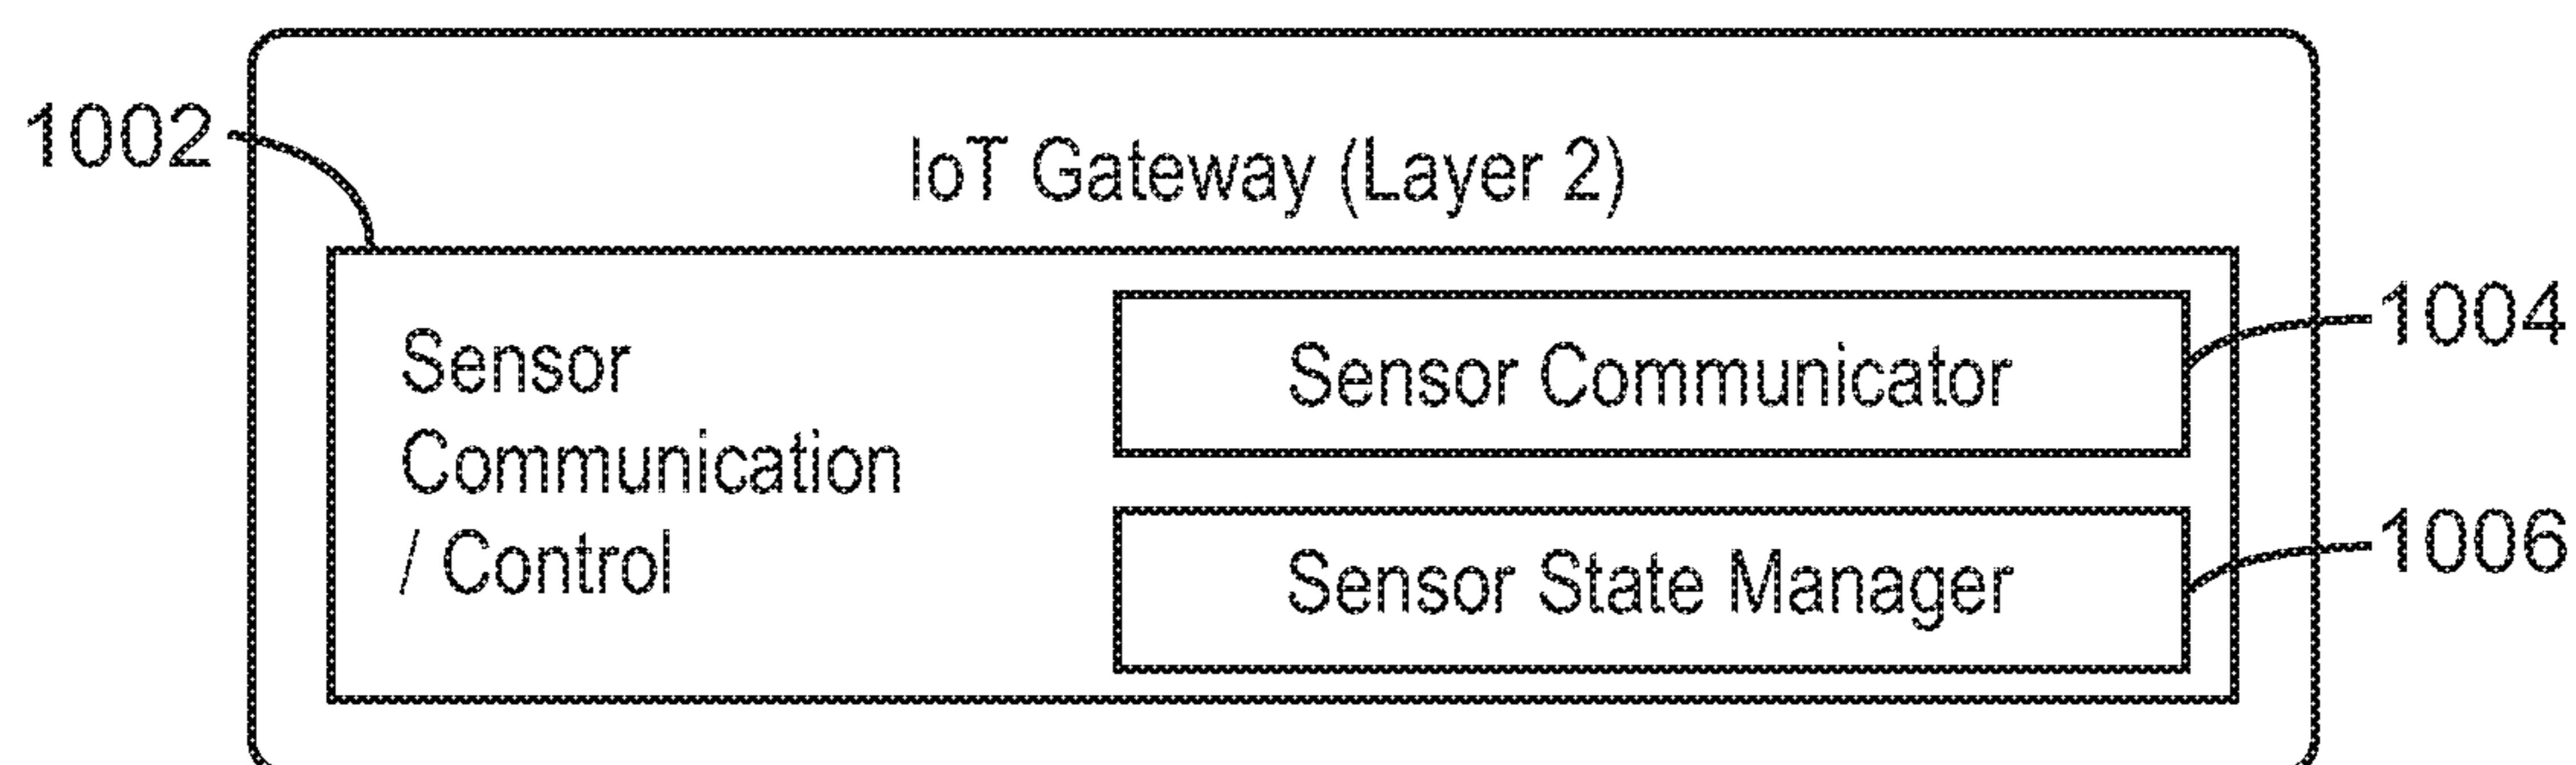 1002
IoT Gateway (Layer 2)
Sensor
Communication
/ Control
Sensor Communicator
1004
Sensor State Manager
1006